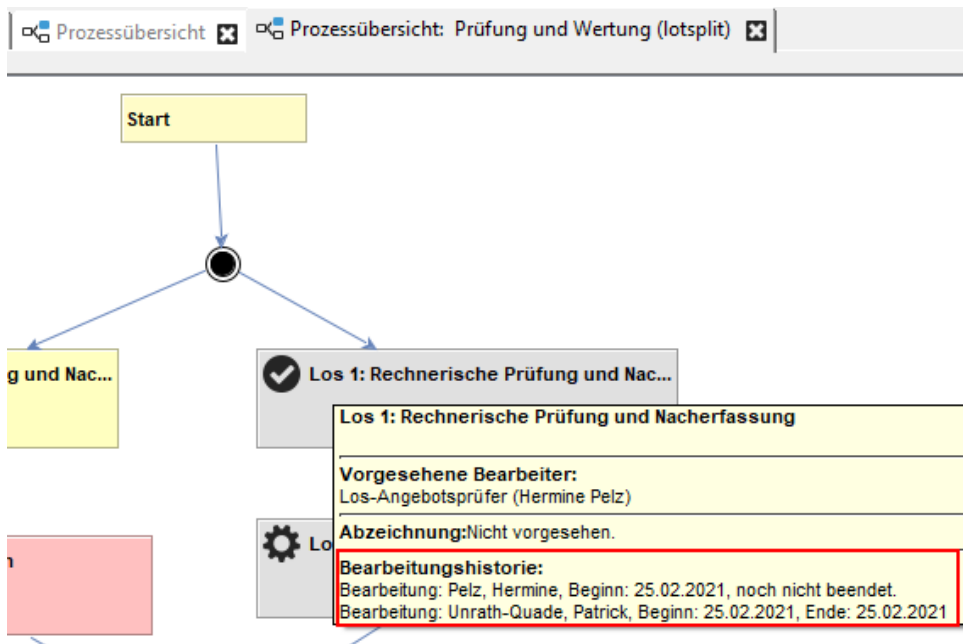 Prozessübersicht
Prozessübersicht: Prüfung und Wertung (lotsplit)
Start
g und Nac...
Los 1: Rechnerische Prüfung und Nac...
Los 1: Rechnerische Prüfung und Nacherfassung
Vorgesehene Bearbeiter:
Los-Angebotsprüfer (Hermine Pelz)
Abzeichnung:Nicht vorgesehen.
Lo
Bearbeitungshistorie:
Bearbeitung: Pelz, Hermine, Beginn: 25.02.2021, noch nicht beendet.
Bearbeitung: Unrath-Quade, Patrick, Beginn: 25.02.2021, Ende: 25.02.2021